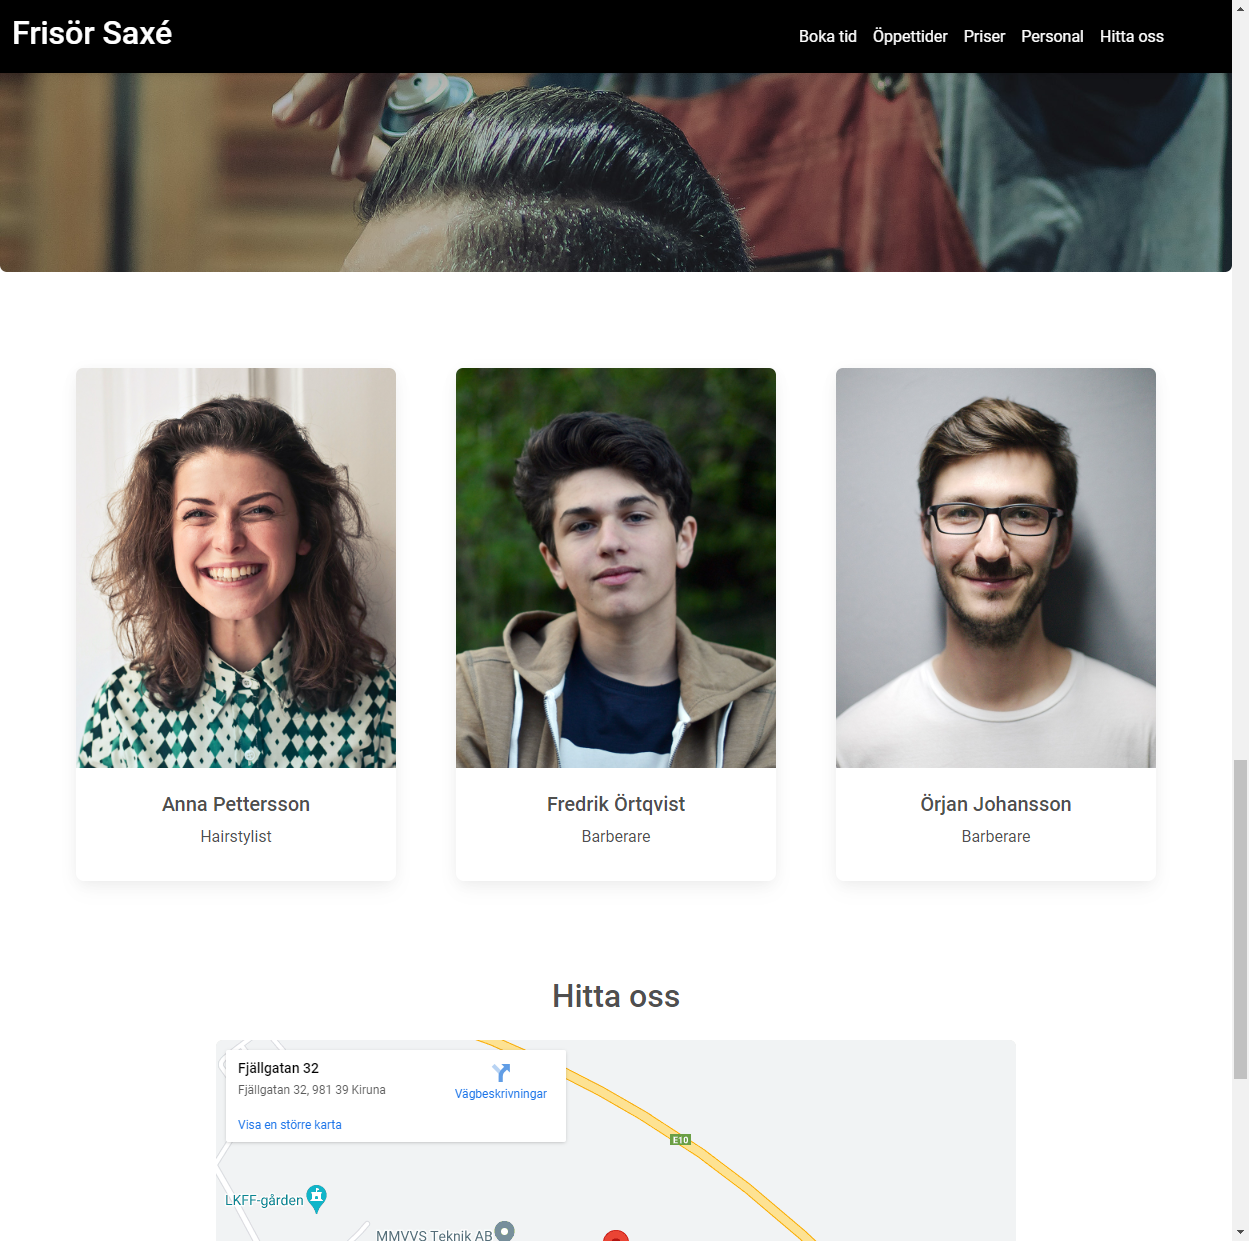 Frisör Saxé
Boka tid Öppettider Priser Personal Hitta oss
Anna Pettersson
Hairstylist
Fredrik Örtqvist
Barberare
Örjan Johansson
Barberare
Hitta oss
Fjällgatan 32
Fjällgatan 32, 981 39 Kiruna
Vägbeskrivningar
Visa en större karta
E10
LKFF-gården
MMVVS Teknik AB